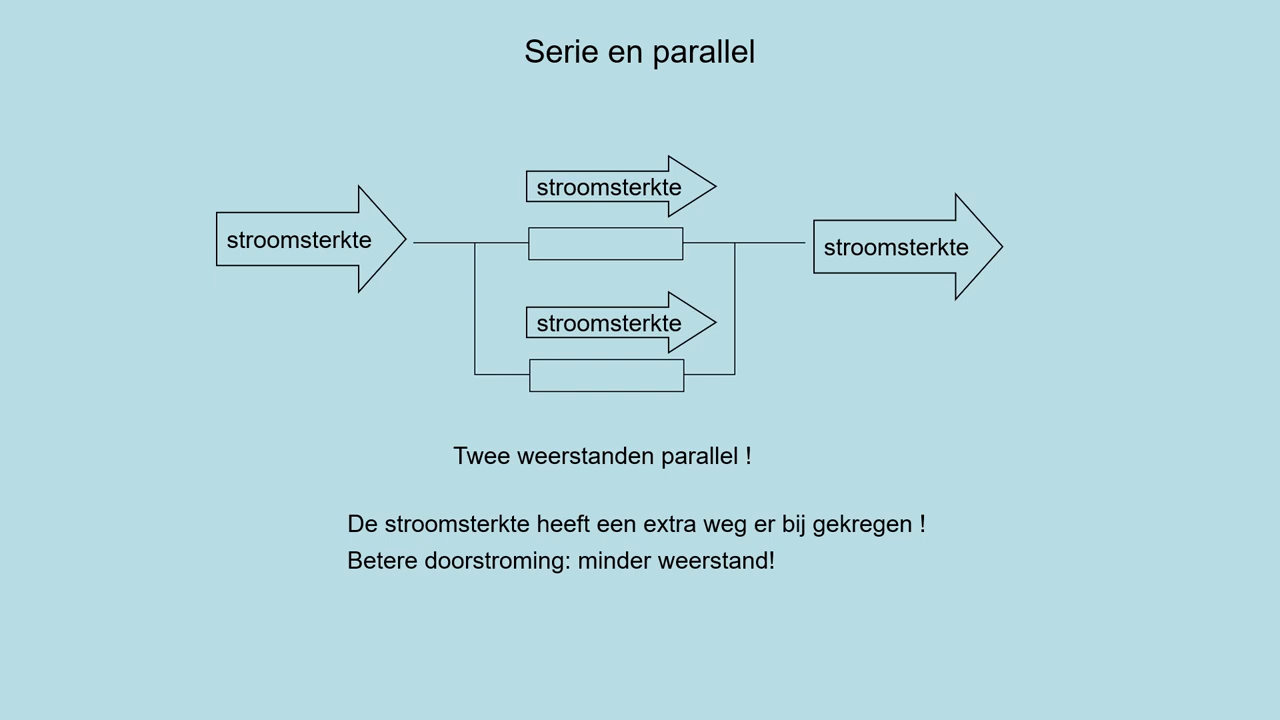 Serie en parallel
stroomsterkte
stroomsterkte
stroomsterkte
stroomsterkte
Twee weerstanden parallel !
De stroomsterkte heeft een extra weg er bij gekregen !
Betere doorstroming: minder weerstand!